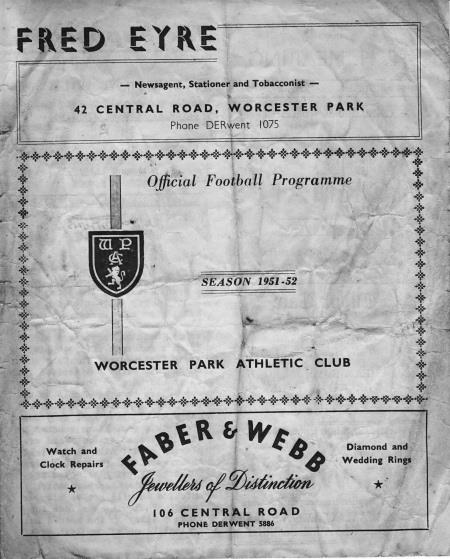 FRED EYRE
— Newsagent, Stationer and Tobacconist —
42 CENTRAL ROAD, WORCESTER PARK
Phone DERwent 1075
Official Football Programme
W P
A
SEASON 1951-52
WORCESTER PARK ATHLETIC CLUB
FABER & WEBB
Watch and
Clock Repairs
Diamond and
Wedding Rings
Jewellers of Distinction
106 CENTRAL ROAD
PHONE DERWENT 5886